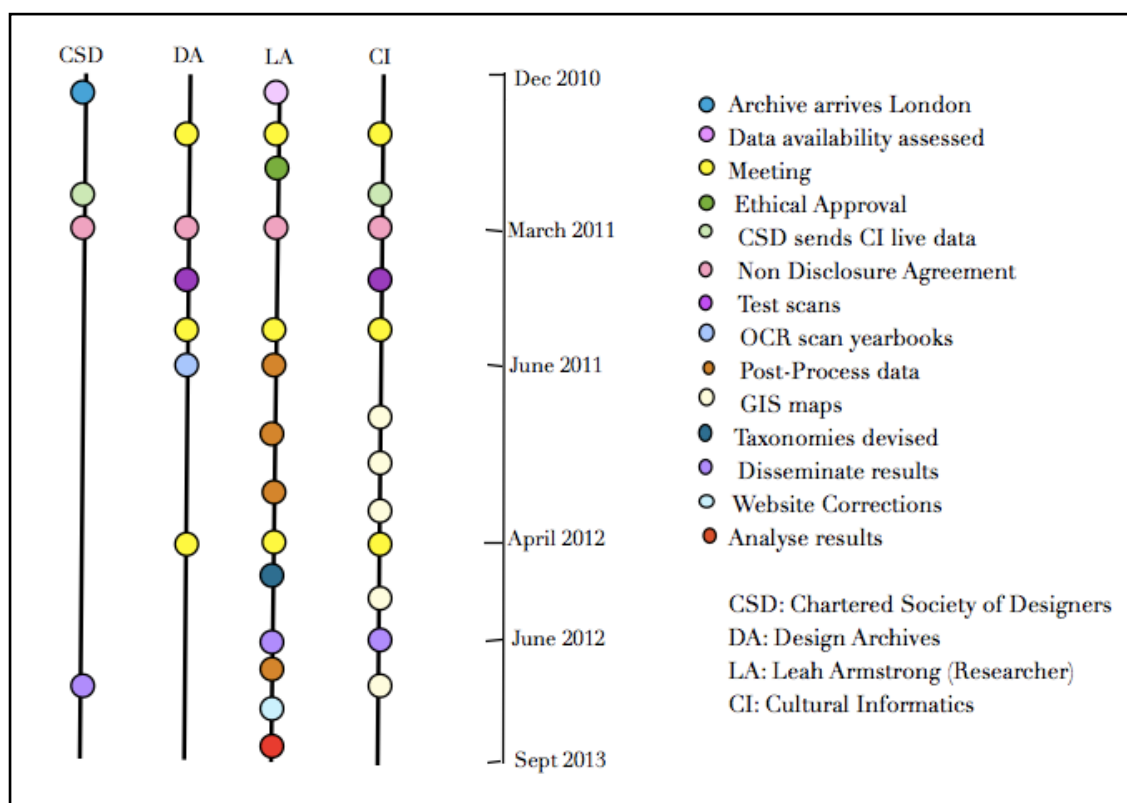 CSD DA LA CI
Dec 2010
March 2011
June 2011
April 2012
June 2012
Sept 2013
Archive arrives London
Data availability assessed
Meeting
Ethical Approval
CSD sends CI live data
Non Disclosure Agreement
Test scans
OCR scan yearbooks
Post-Process data
GIS maps
Taxonomies devised
Disseminate results
Website Corrections
Analyse results
CSD: Chartered Society of Designers
DA: Design Archives
LA: Leah Armstrong (Researcher)
CI: Cultural Informatics